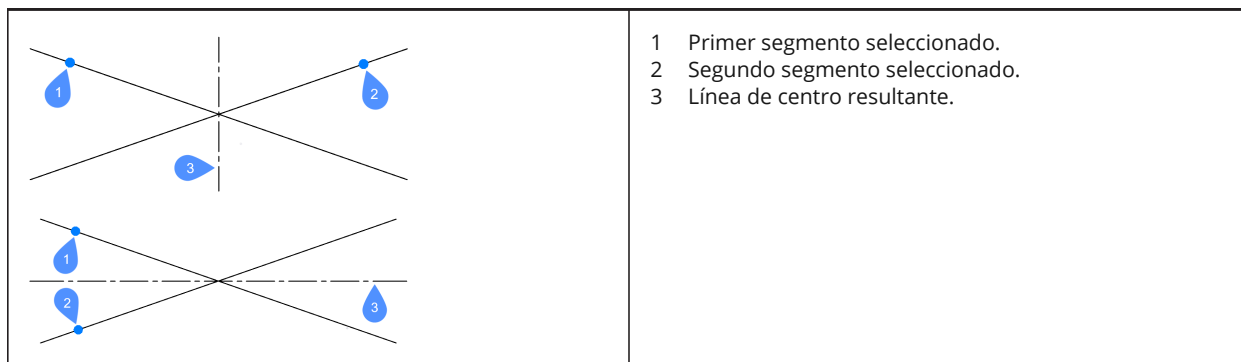 1 Primer segmento seleccionado.
2 Segundo segmento seleccionado.
3 Línea de centro resultante.
1
2
3
1
2
3